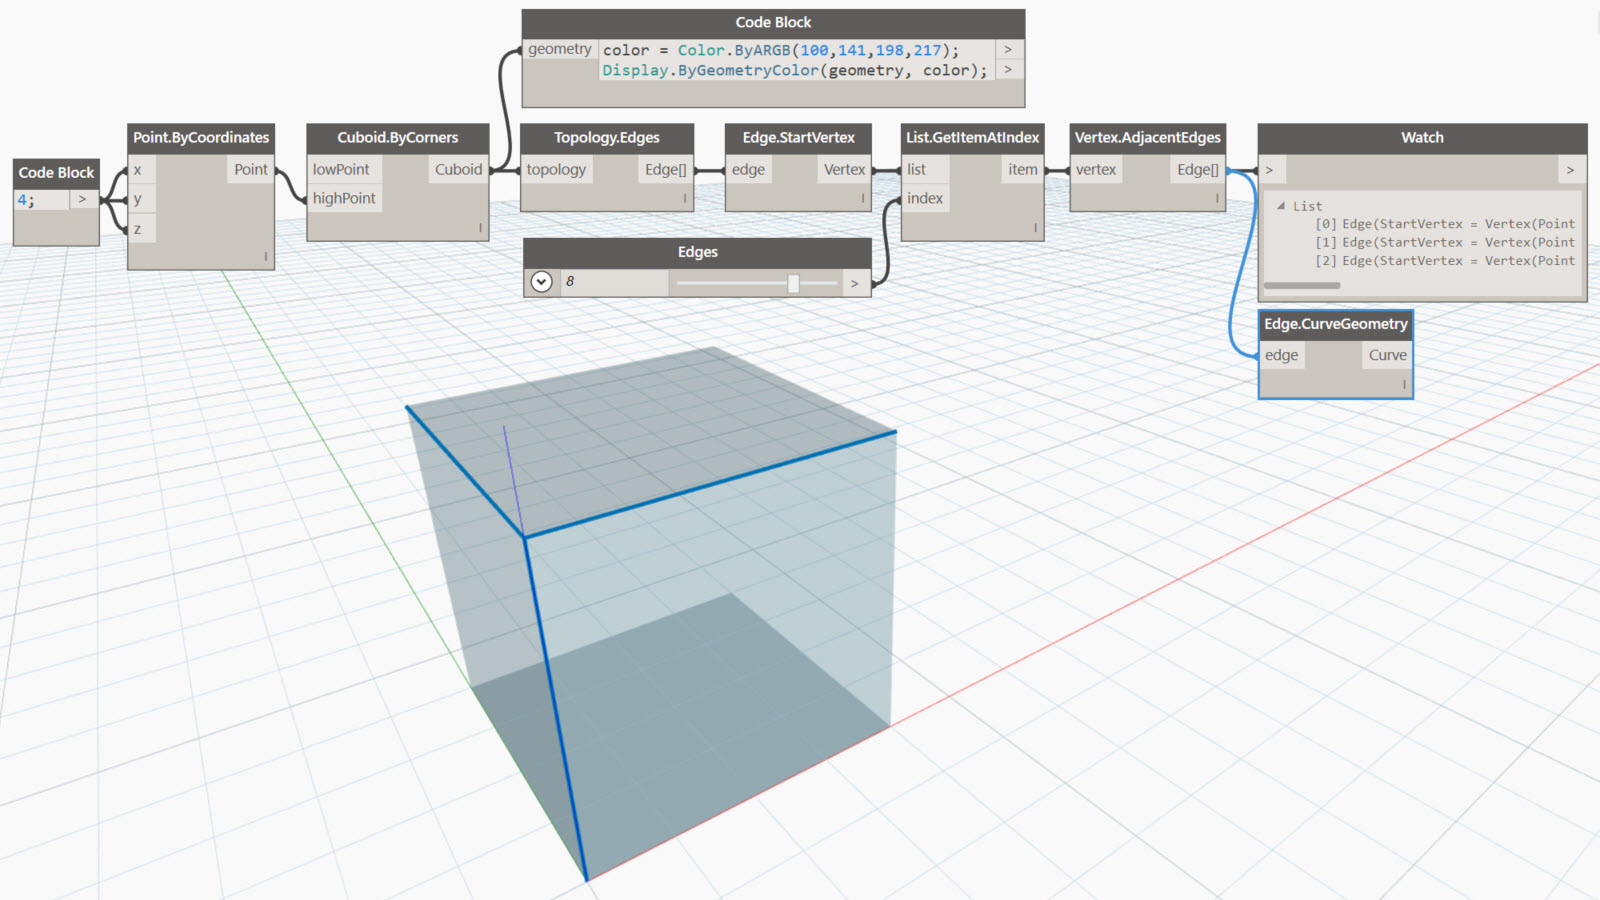 Code Block
geometry
color = Color.ByARGB(100,141,198,217);
>
Display.ByGeometryColor(geometry, color);
>
Code Block
4;
>
Point.ByCoordinates
x
Point
y
z
l
Cuboid.ByCorners
lowPoint
Cuboid
highPoint
l
Topology.Edges
topology
Edge[]
l
Edge.StartVertex
edge
Vertex
l
List.GetItemAtIndex
list
item
index
l
Vertex.AdjacentEdges
vertex
Edge[]
l
Watch
>
>
List
[0] Edge(StartVertex = Vertex(Point
[1] Edge(StartVertex = Vertex(Point
[2] Edge(StartVertex = Vertex(Point
Edges
8
>
Edge.CurveGeometry
edge
Curve
l